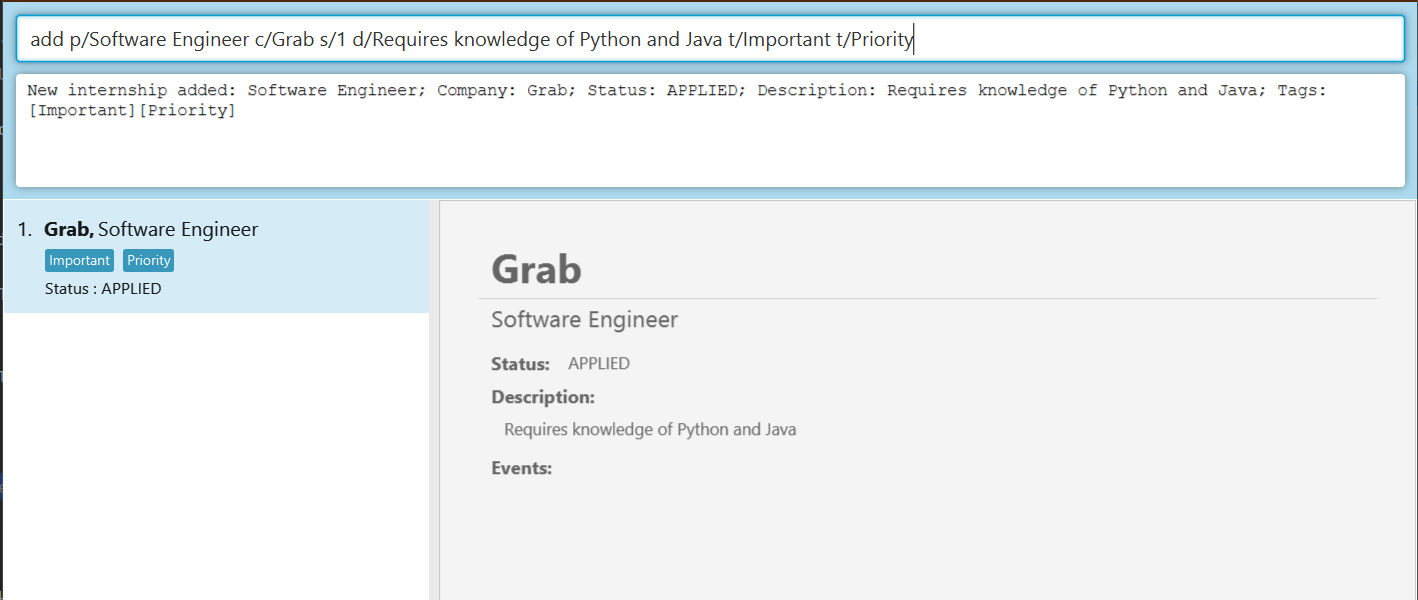 add p/Software Engineer c/Grab s/1 d/Requires knowledge of Python and Java t/Important t/Priority
New internship added: Software Engineer; Company: Grab; Status: APPLIED; Description: Requires knowledge of Python and Java; Tags:
[Important][Priority]
1. Grab, Software Engineer
Important Priority
Status : APPLIED
Grab
Software Engineer
Status: APPLIED
Description:
Requires knowledge of Python and Java
Events: